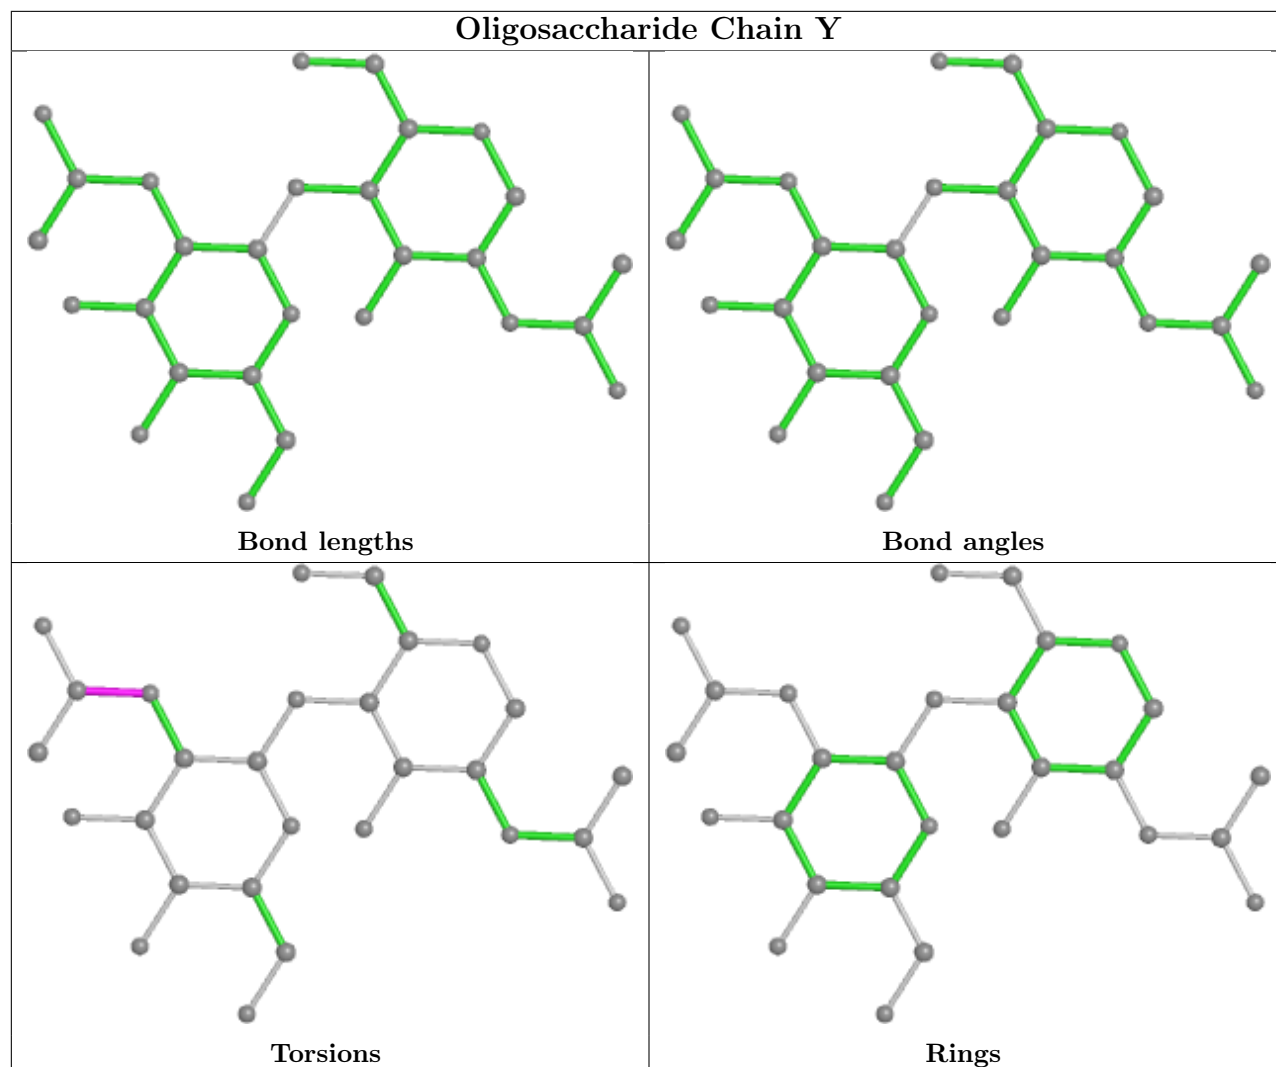 Oligosaccharide Chain Y
Bond lengths
Bond angles
Torsions
Rings